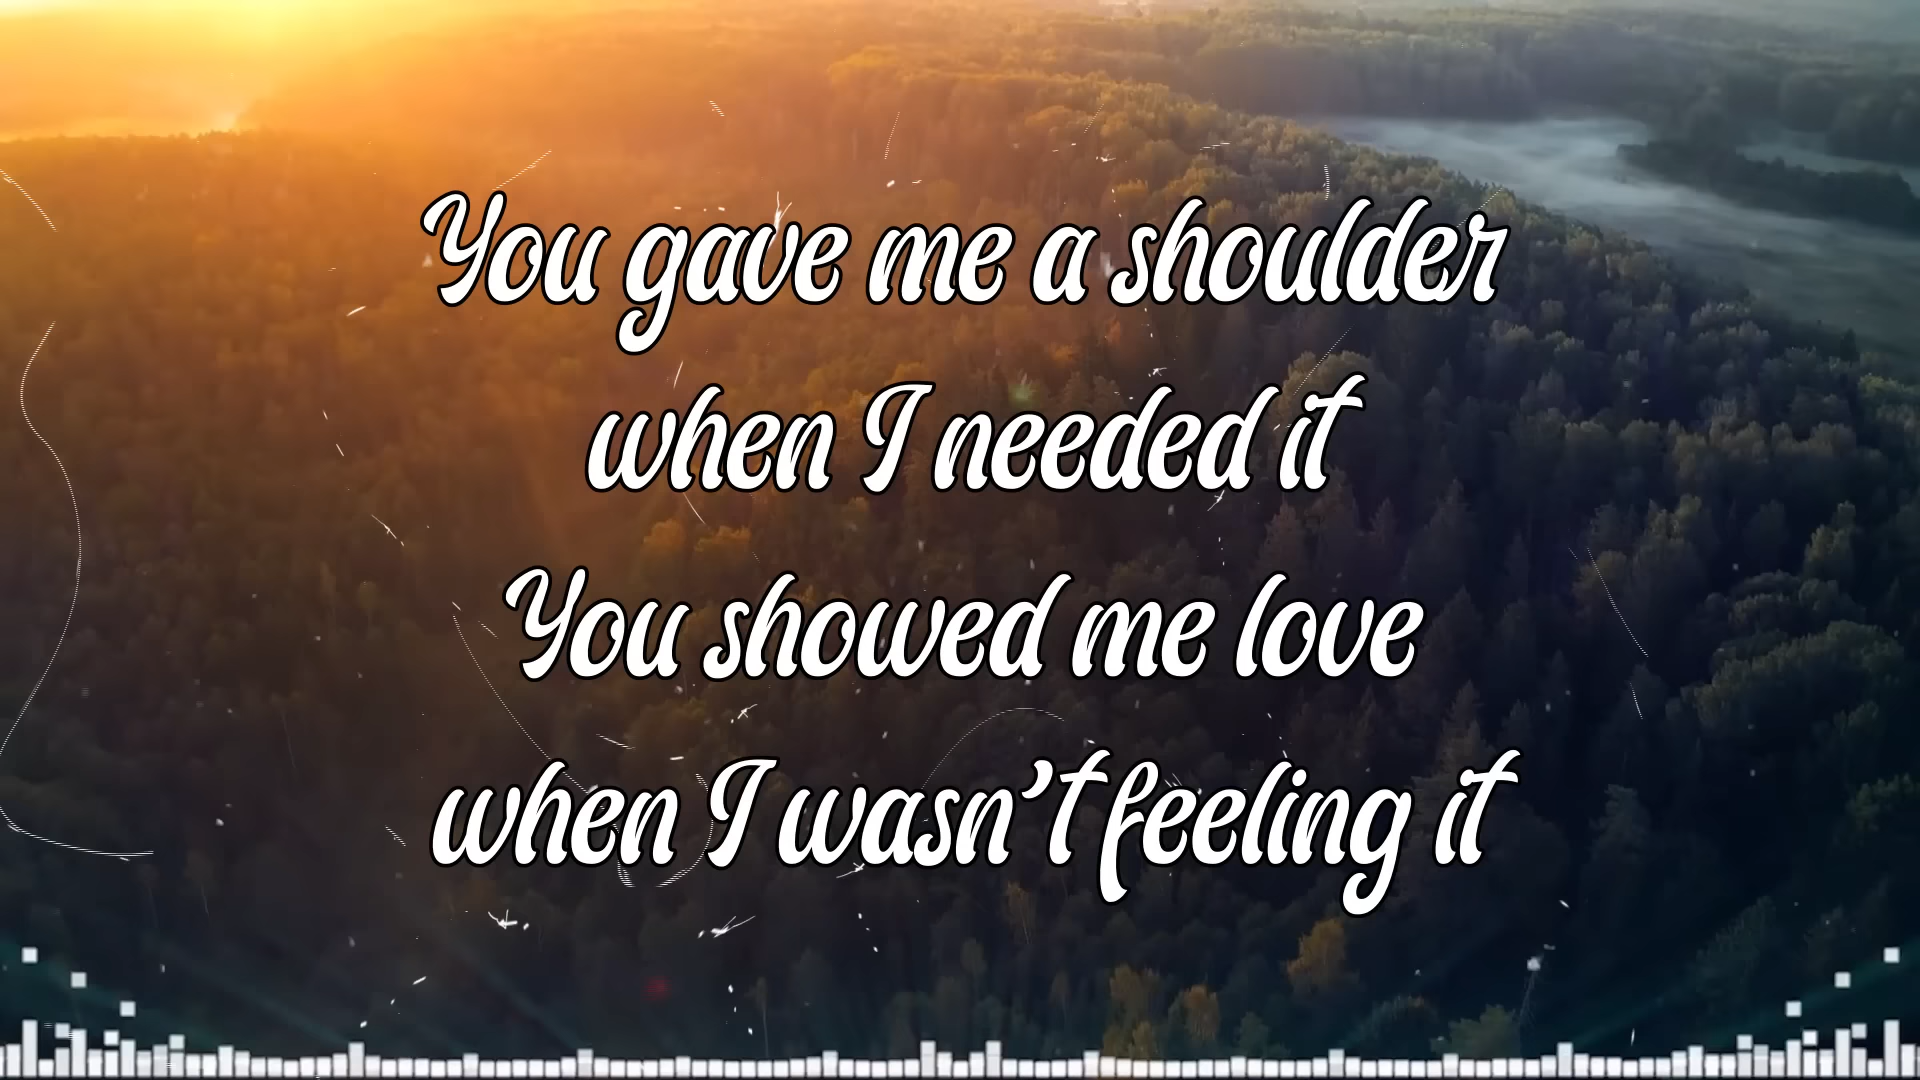 You gave me a shoulder
when I needed it
You showed me love
when I wasn't feeling it